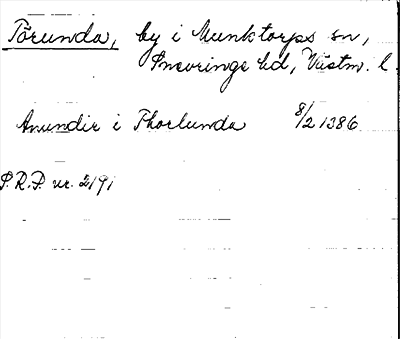 Törunda, by i Munktorps sn,
Snevringe hd, Västm. l.
Anundir i Thorlunda 8/2 1386
S.R.P. nr. 2191